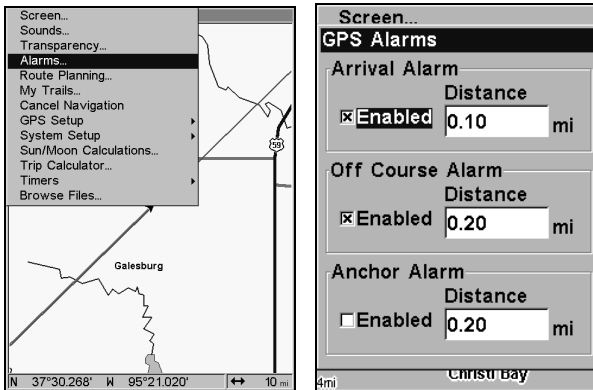 Screen...
Sounds...
Transparency...
Alarms...
Route Planning...
My Trails...
Cancel Navigation
GPS Setup
System Setup
Sun/Moon Calculations...
Trip Calculator...
Timers
Browse Files...
59
Galesburg
N 37°30.268' W 95°21.020' ↔ 10 mi
Screen...
GPS Alarms
Arrival Alarm
Distance
Enabled 0.10 mi
Off Course Alarm
Distance
Enabled 0.20 mi
Anchor Alarm
Distance
Enabled 0.20 mi
4mi Christi Bay